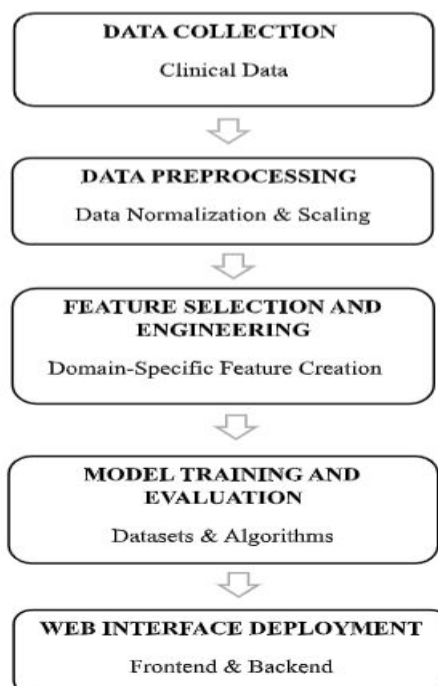 DATA COLLECTION
Clinical Data
DATA PREPROCESSING
Data Normalization & Scaling
FEATURE SELECTION AND
ENGINEERING
Domain-Specific Feature Creation
MODEL TRAINING AND
EVALUATION
Datasets & Algorithms
WEB INTERFACE DEPLOYMENT
Frontend & Backend